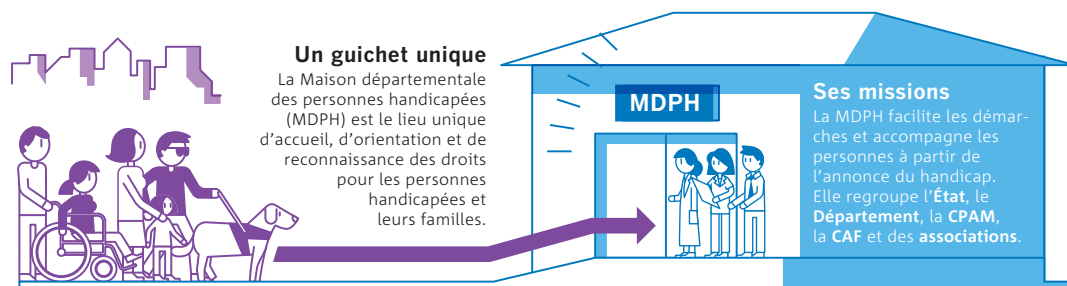 Un guichet unique
La Maison départementale
des personnes handicapées
(MDPH) est le lieu unique
d'accueil, d'orientation et de
reconnaissance des droits
pour les personnes
handicapées et
leurs familles.
MDPH
Ses missions
La MDPH facilite les démar-
ches et accompagne les
personnes à partir de
l'annonce du handicap.
Elle regroupe l'État, le
Département, la CPAM,
la CAF et des associations.